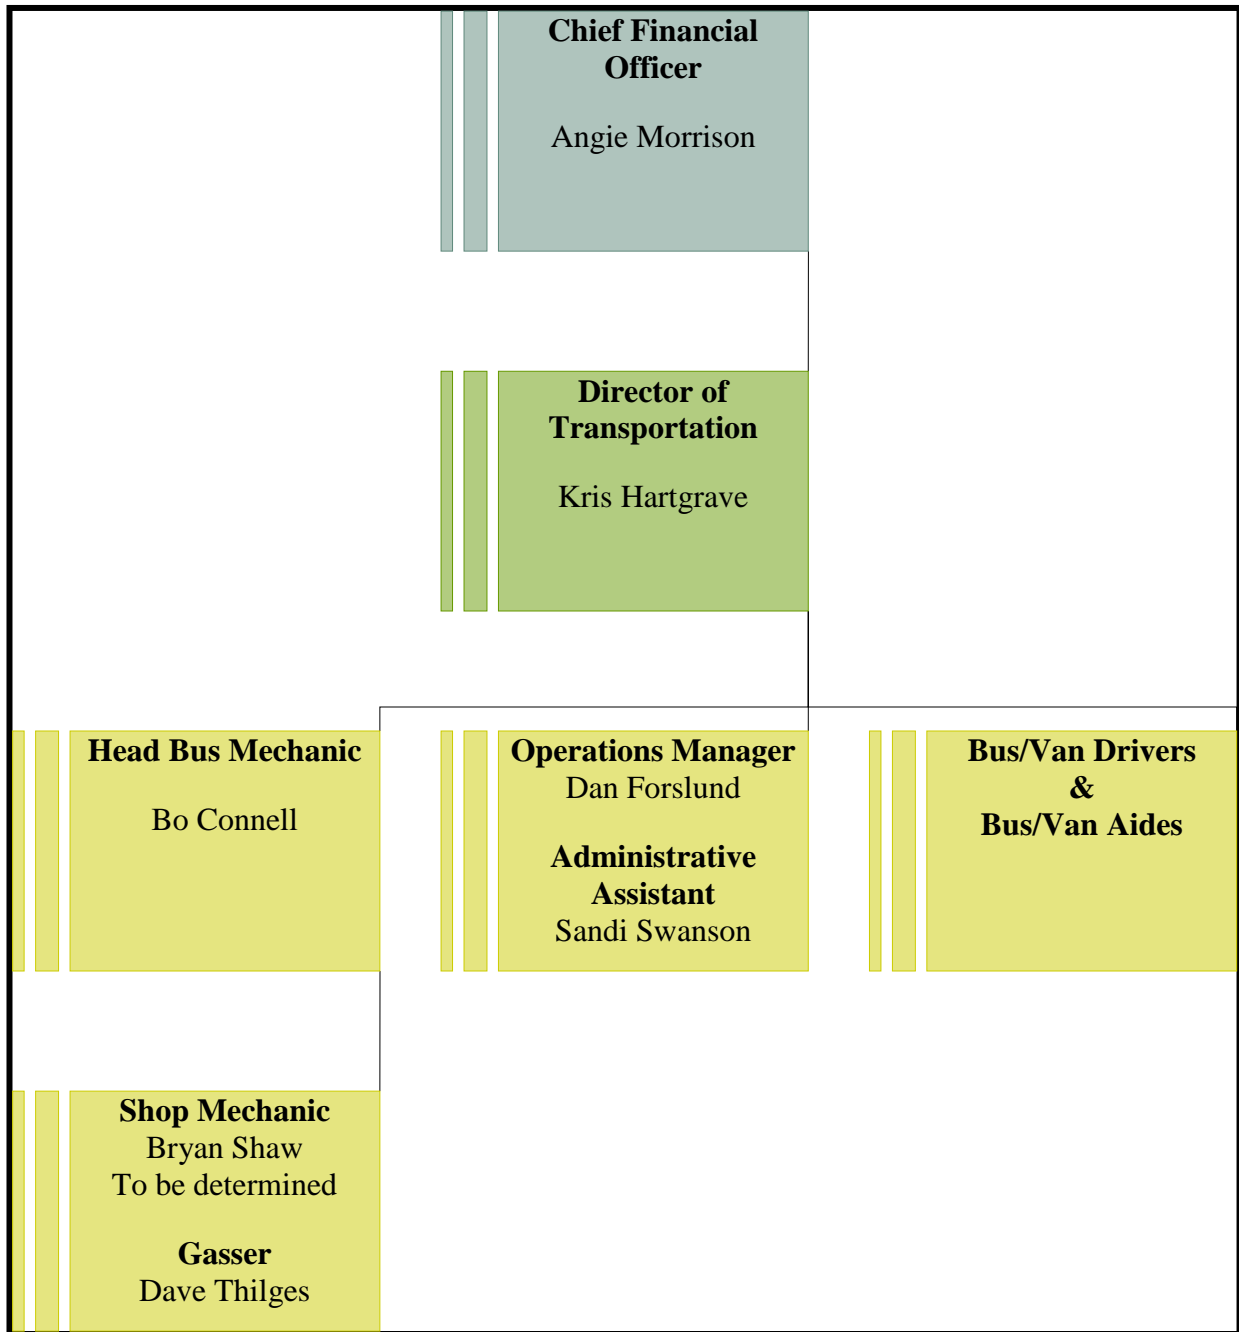 Chief Financial
Officer
Angie Morrison
Director of
Transportation
Kris Hartgrave
Head Bus Mechanic
Bo Connell
Operations Manager
Dan Forslund
Administrative
Assistant
Sandi Swanson
Bus/Van Drivers
&
Bus/Van Aides
Shop Mechanic
Bryan Shaw
To be determined
Gasser
Dave Thilges